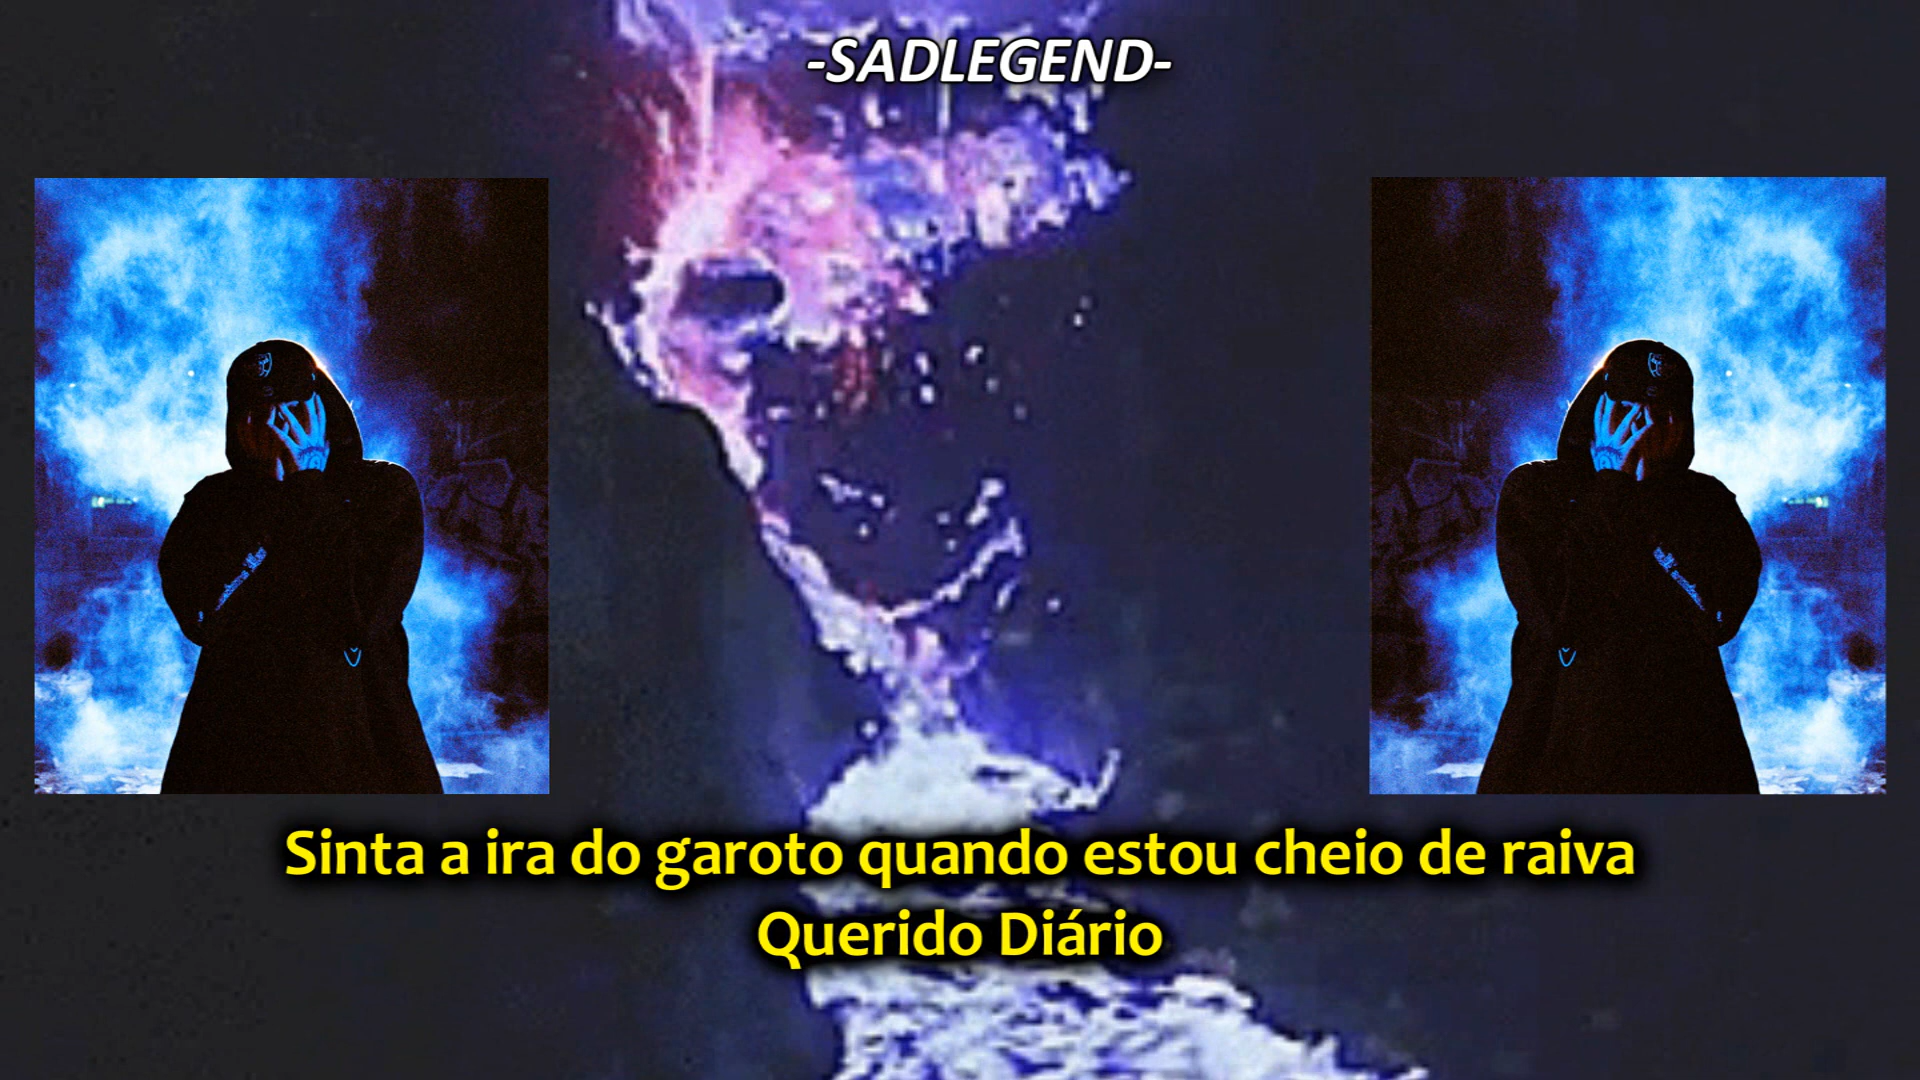 -SADLEGEND-
Sinta a ira do garoto quando estou cheio de raiva
Querido Diário